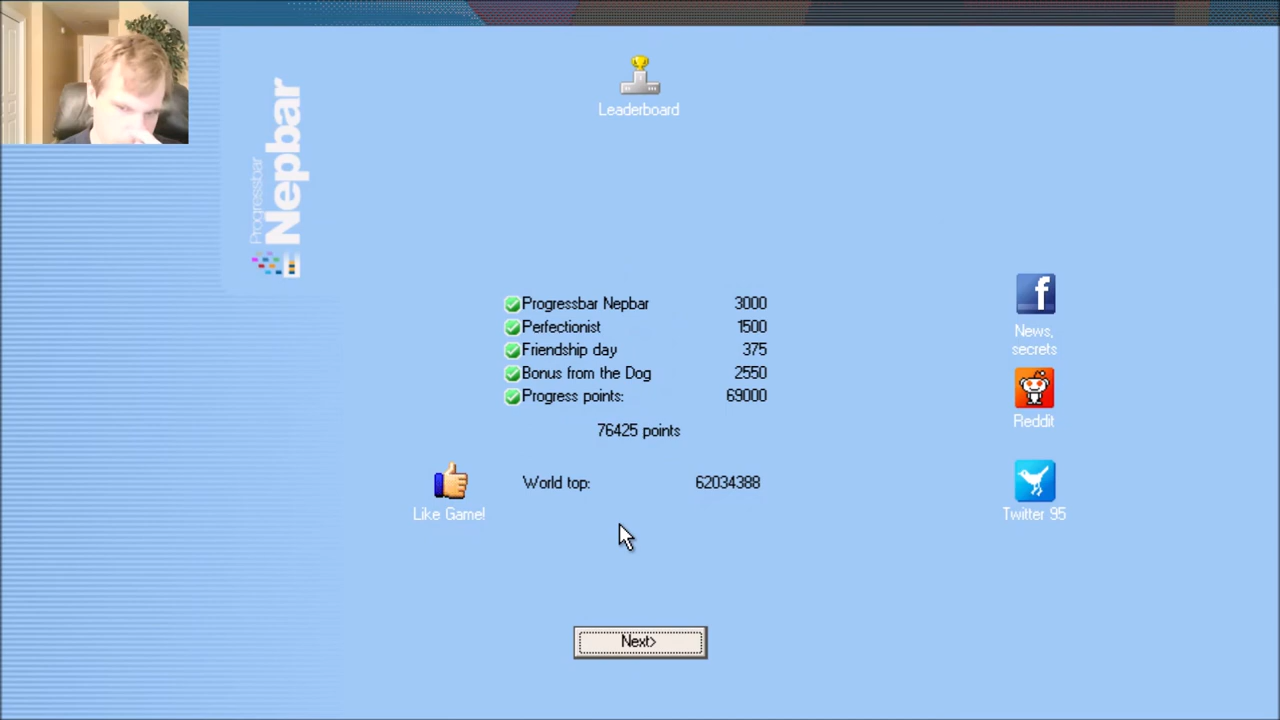 Leaderboard
Progressbar
Nepbar
Progressbar Nepbar 3000
Perfectionist 1500
Friendship day 375
Bonus from the Dog 2550
Progress points: 69000
76425 points
World top: 62034388
Like Game!
News,
secrets
Reddit
Twitter 95
Next>